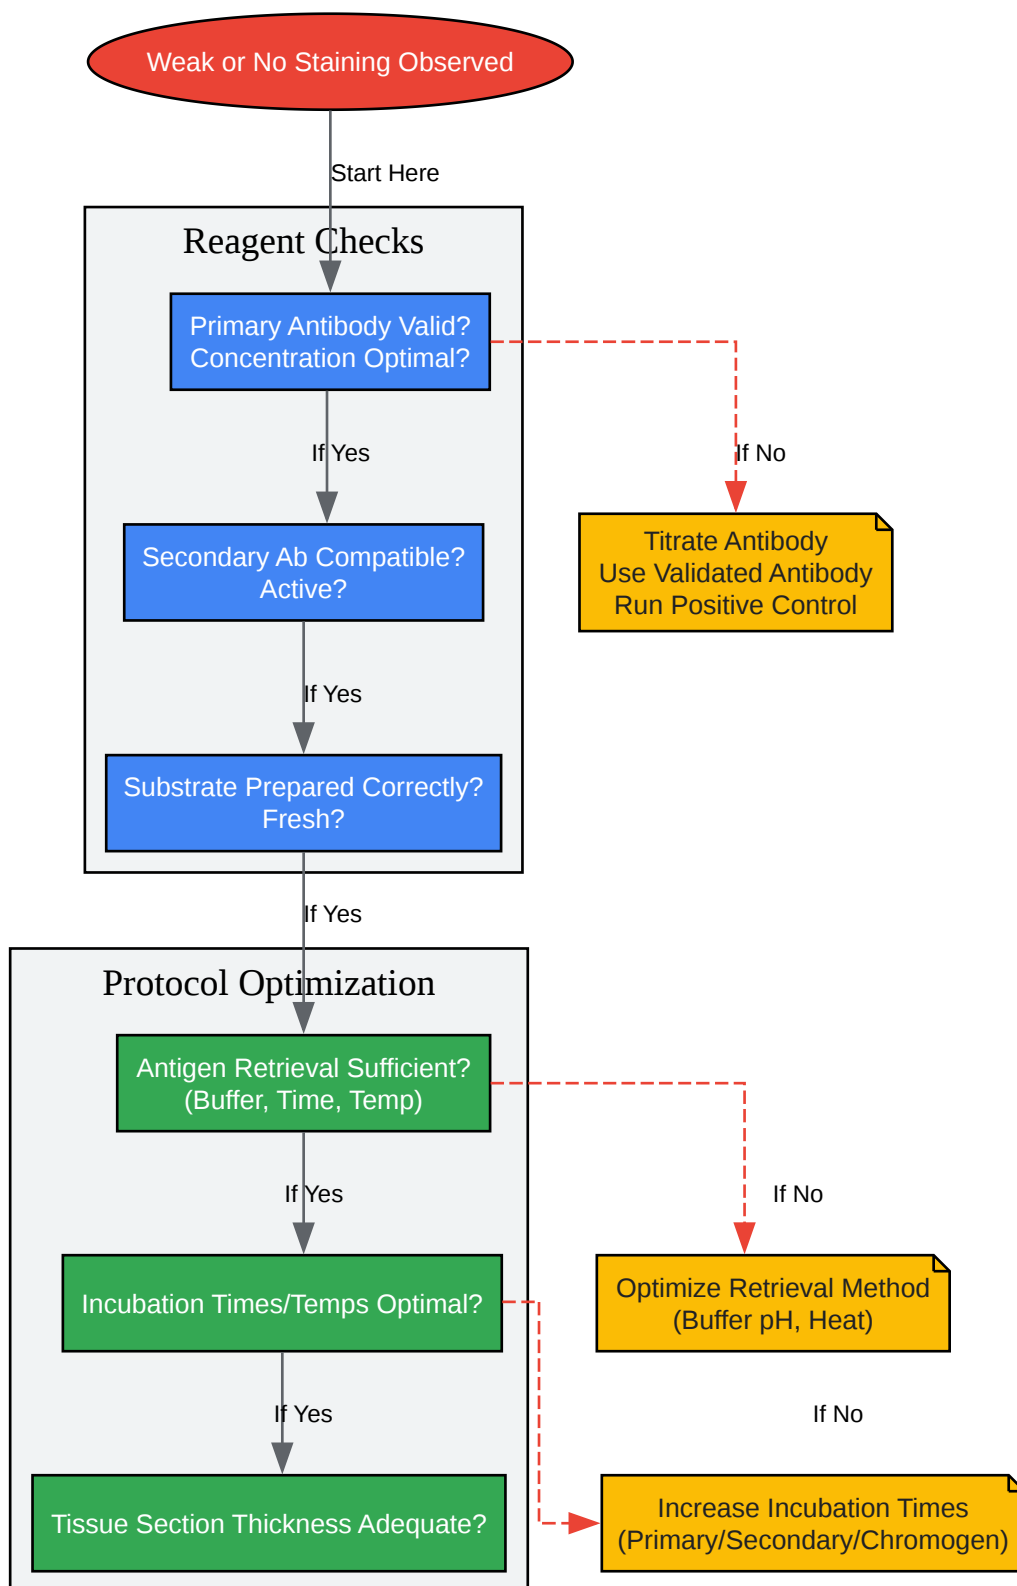 Weak or No Staining Observed
Start Here
Reagent Checks
Primary Antibody Valid?
Concentration Optimal?
If Yes
If No
Secondary Ab Compatible?
Active?
Titrate Antibody
Use Validated Antibody
Run Positive Control
If Yes
Substrate Prepared Correctly?
Fresh?
If Yes
Protocol Optimization
Antigen Retrieval Sufficient?
(Buffer, Time, Temp)
If Yes
If No
Incubation Times/Temps Optimal?
Optimize Retrieval Method
(Buffer pH, Heat)
If Yes
If No
Tissue Section Thickness Adequate?
Increase Incubation Times
(Primary/Secondary/Chromogen)